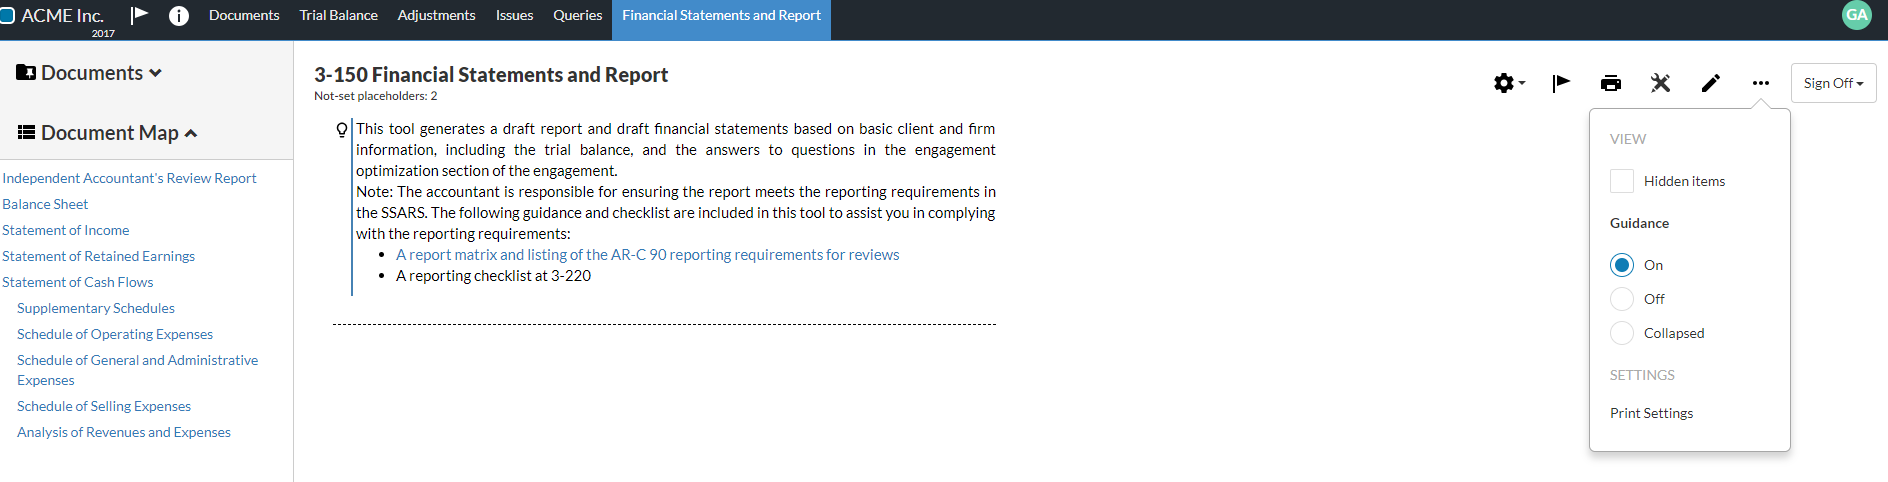 ACME Inc.
2017
Documents
Trial Balance
Adjustments
Issues
Queries
Financial Statements and Report
GA
Documents
Document Map
Independent Accountant's Review Report
Balance Sheet
Statement of Income
Statement of Retained Earnings
Statement of Cash Flows
Supplementary Schedules
Schedule of Operating Expenses
Schedule of General and Administrative
Expenses
Schedule of Selling Expenses
Analysis of Revenues and Expenses
3-150 Financial Statements and Report
Not-set placeholders: 2
This tool generates a draft report and draft financial statements based on basic client and firm
information, including the trial balance, and the answers to questions in the engagement
optimization section of the engagement.
Note: The accountant is responsible for ensuring the report meets the reporting requirements in
the SSARS. The following guidance and checklist are included in this tool to assist you in complying
with the reporting requirements:
• A report matrix and listing of the AR-C 90 reporting requirements for reviews
• A reporting checklist at 3-220
Sign Off
VIEW
Hidden items
Guidance
On
Off
Collapsed
SETTINGS
Print Settings